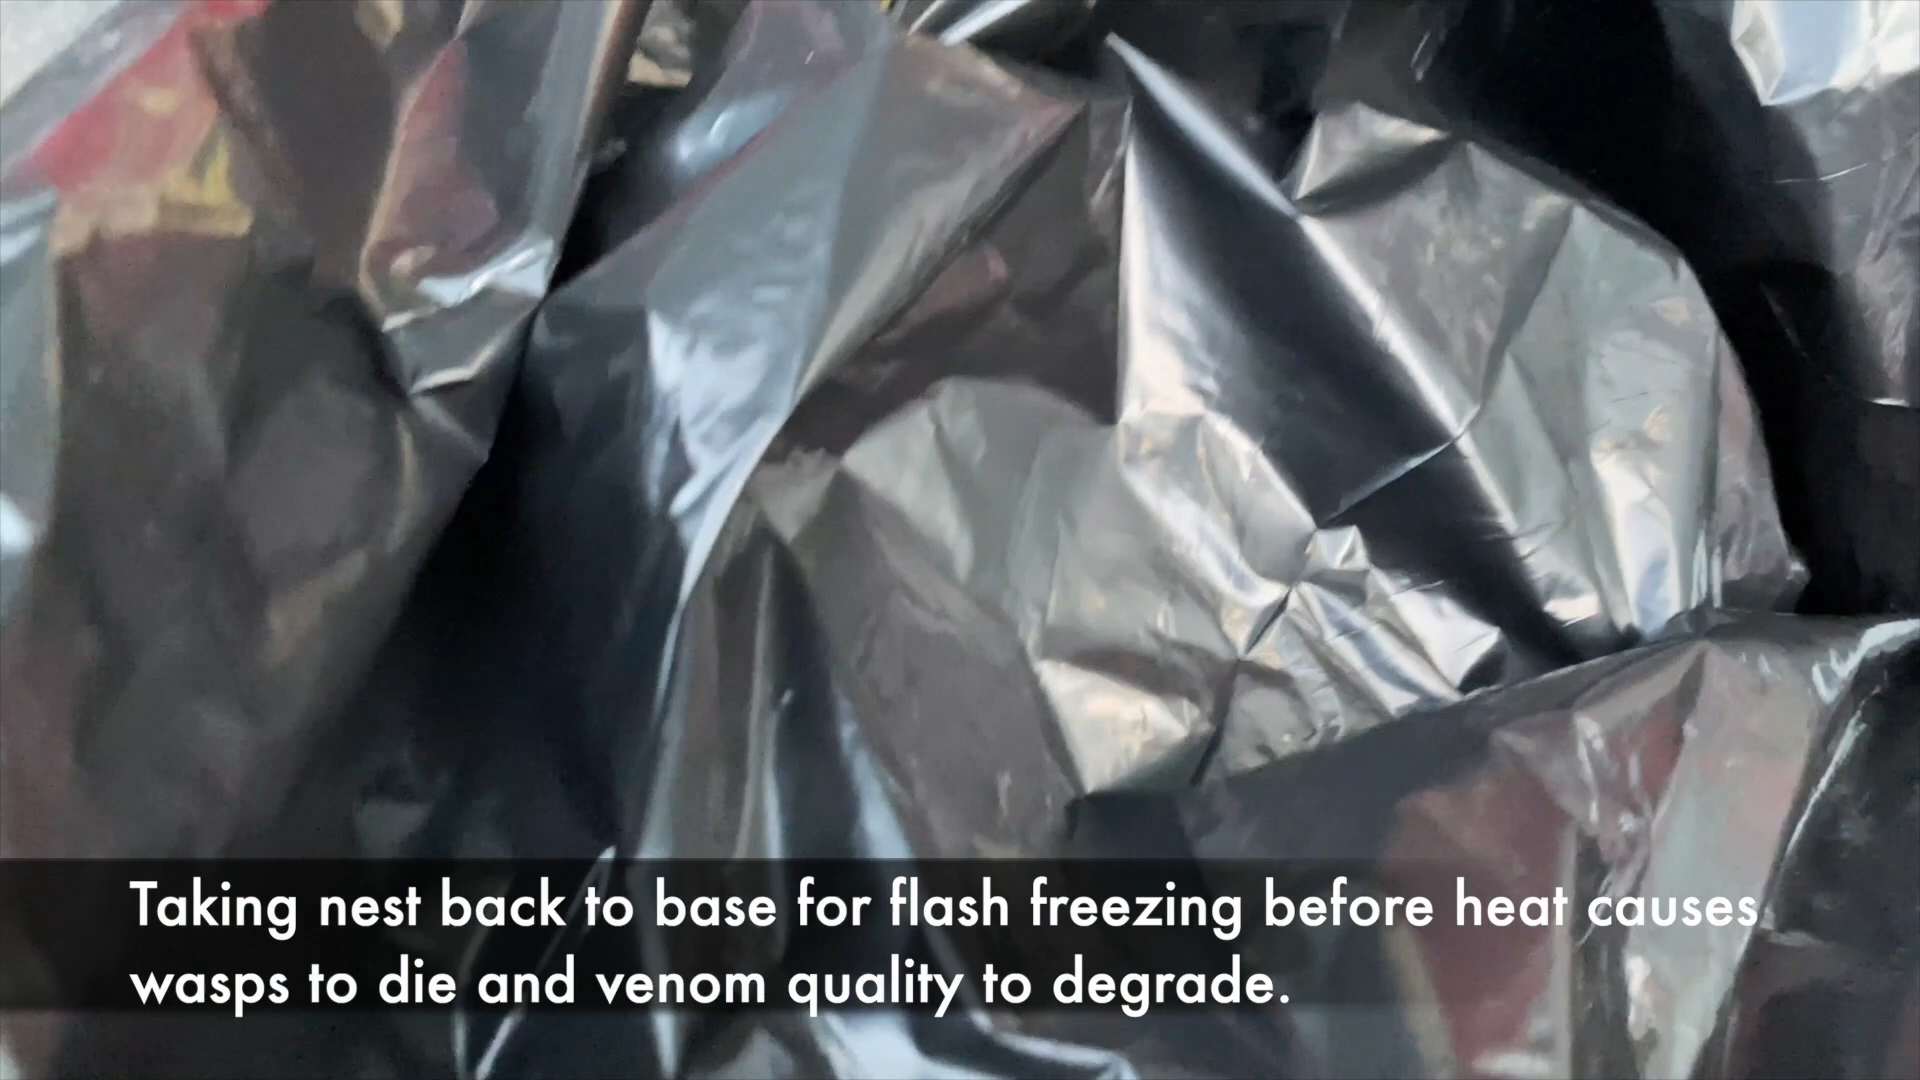 Taking nest back to base for flash freezing before heat causes
wasps to die and venom quality to degrade.